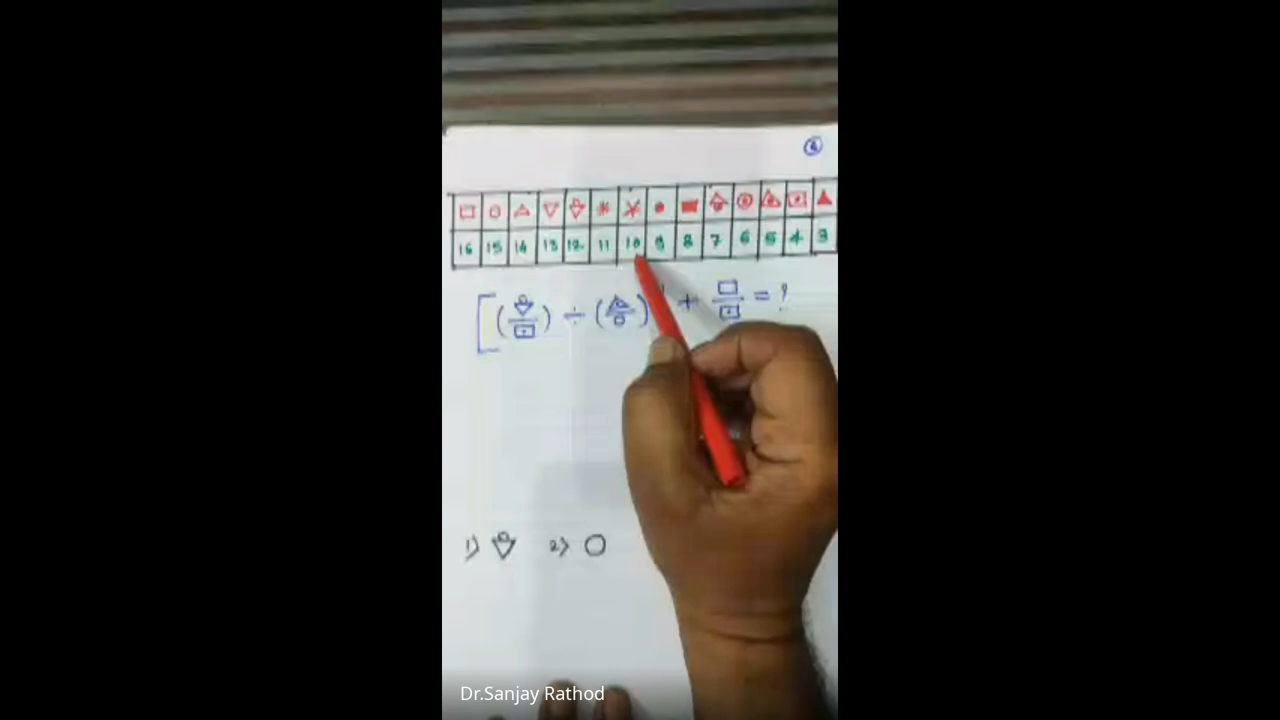 4
16 15 14 13 12 11 10 9 8 7 6 5 4 3
[( ) ÷ ( ) + = ?
1) 2)
Dr.Sanjay Rathod